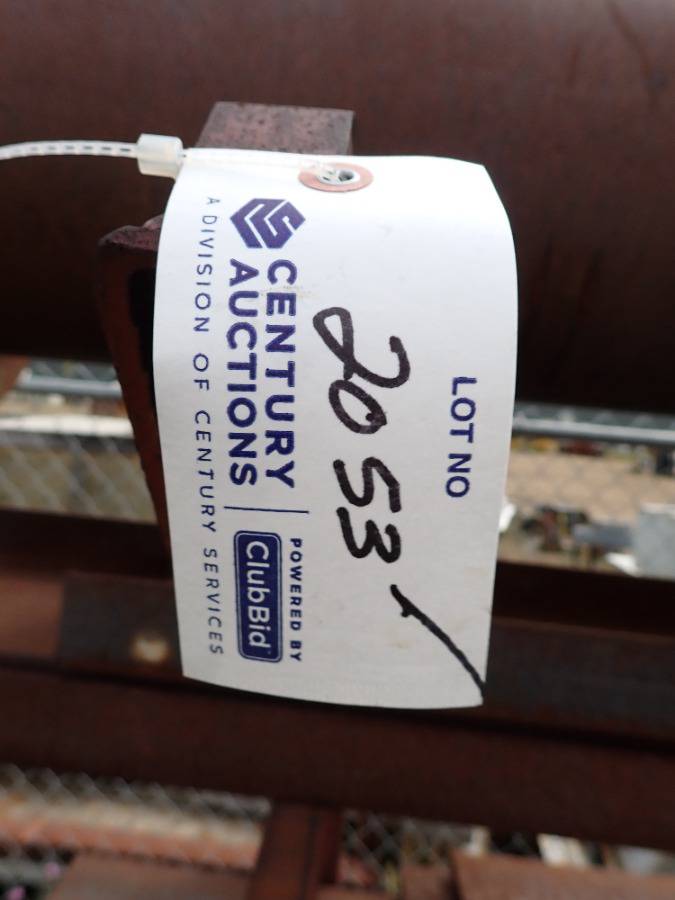 LOT NO
2053
CENTURY
AUCTIONS
POWERED BY
ClubBid
A DIVISION OF CENTURY SERVICES